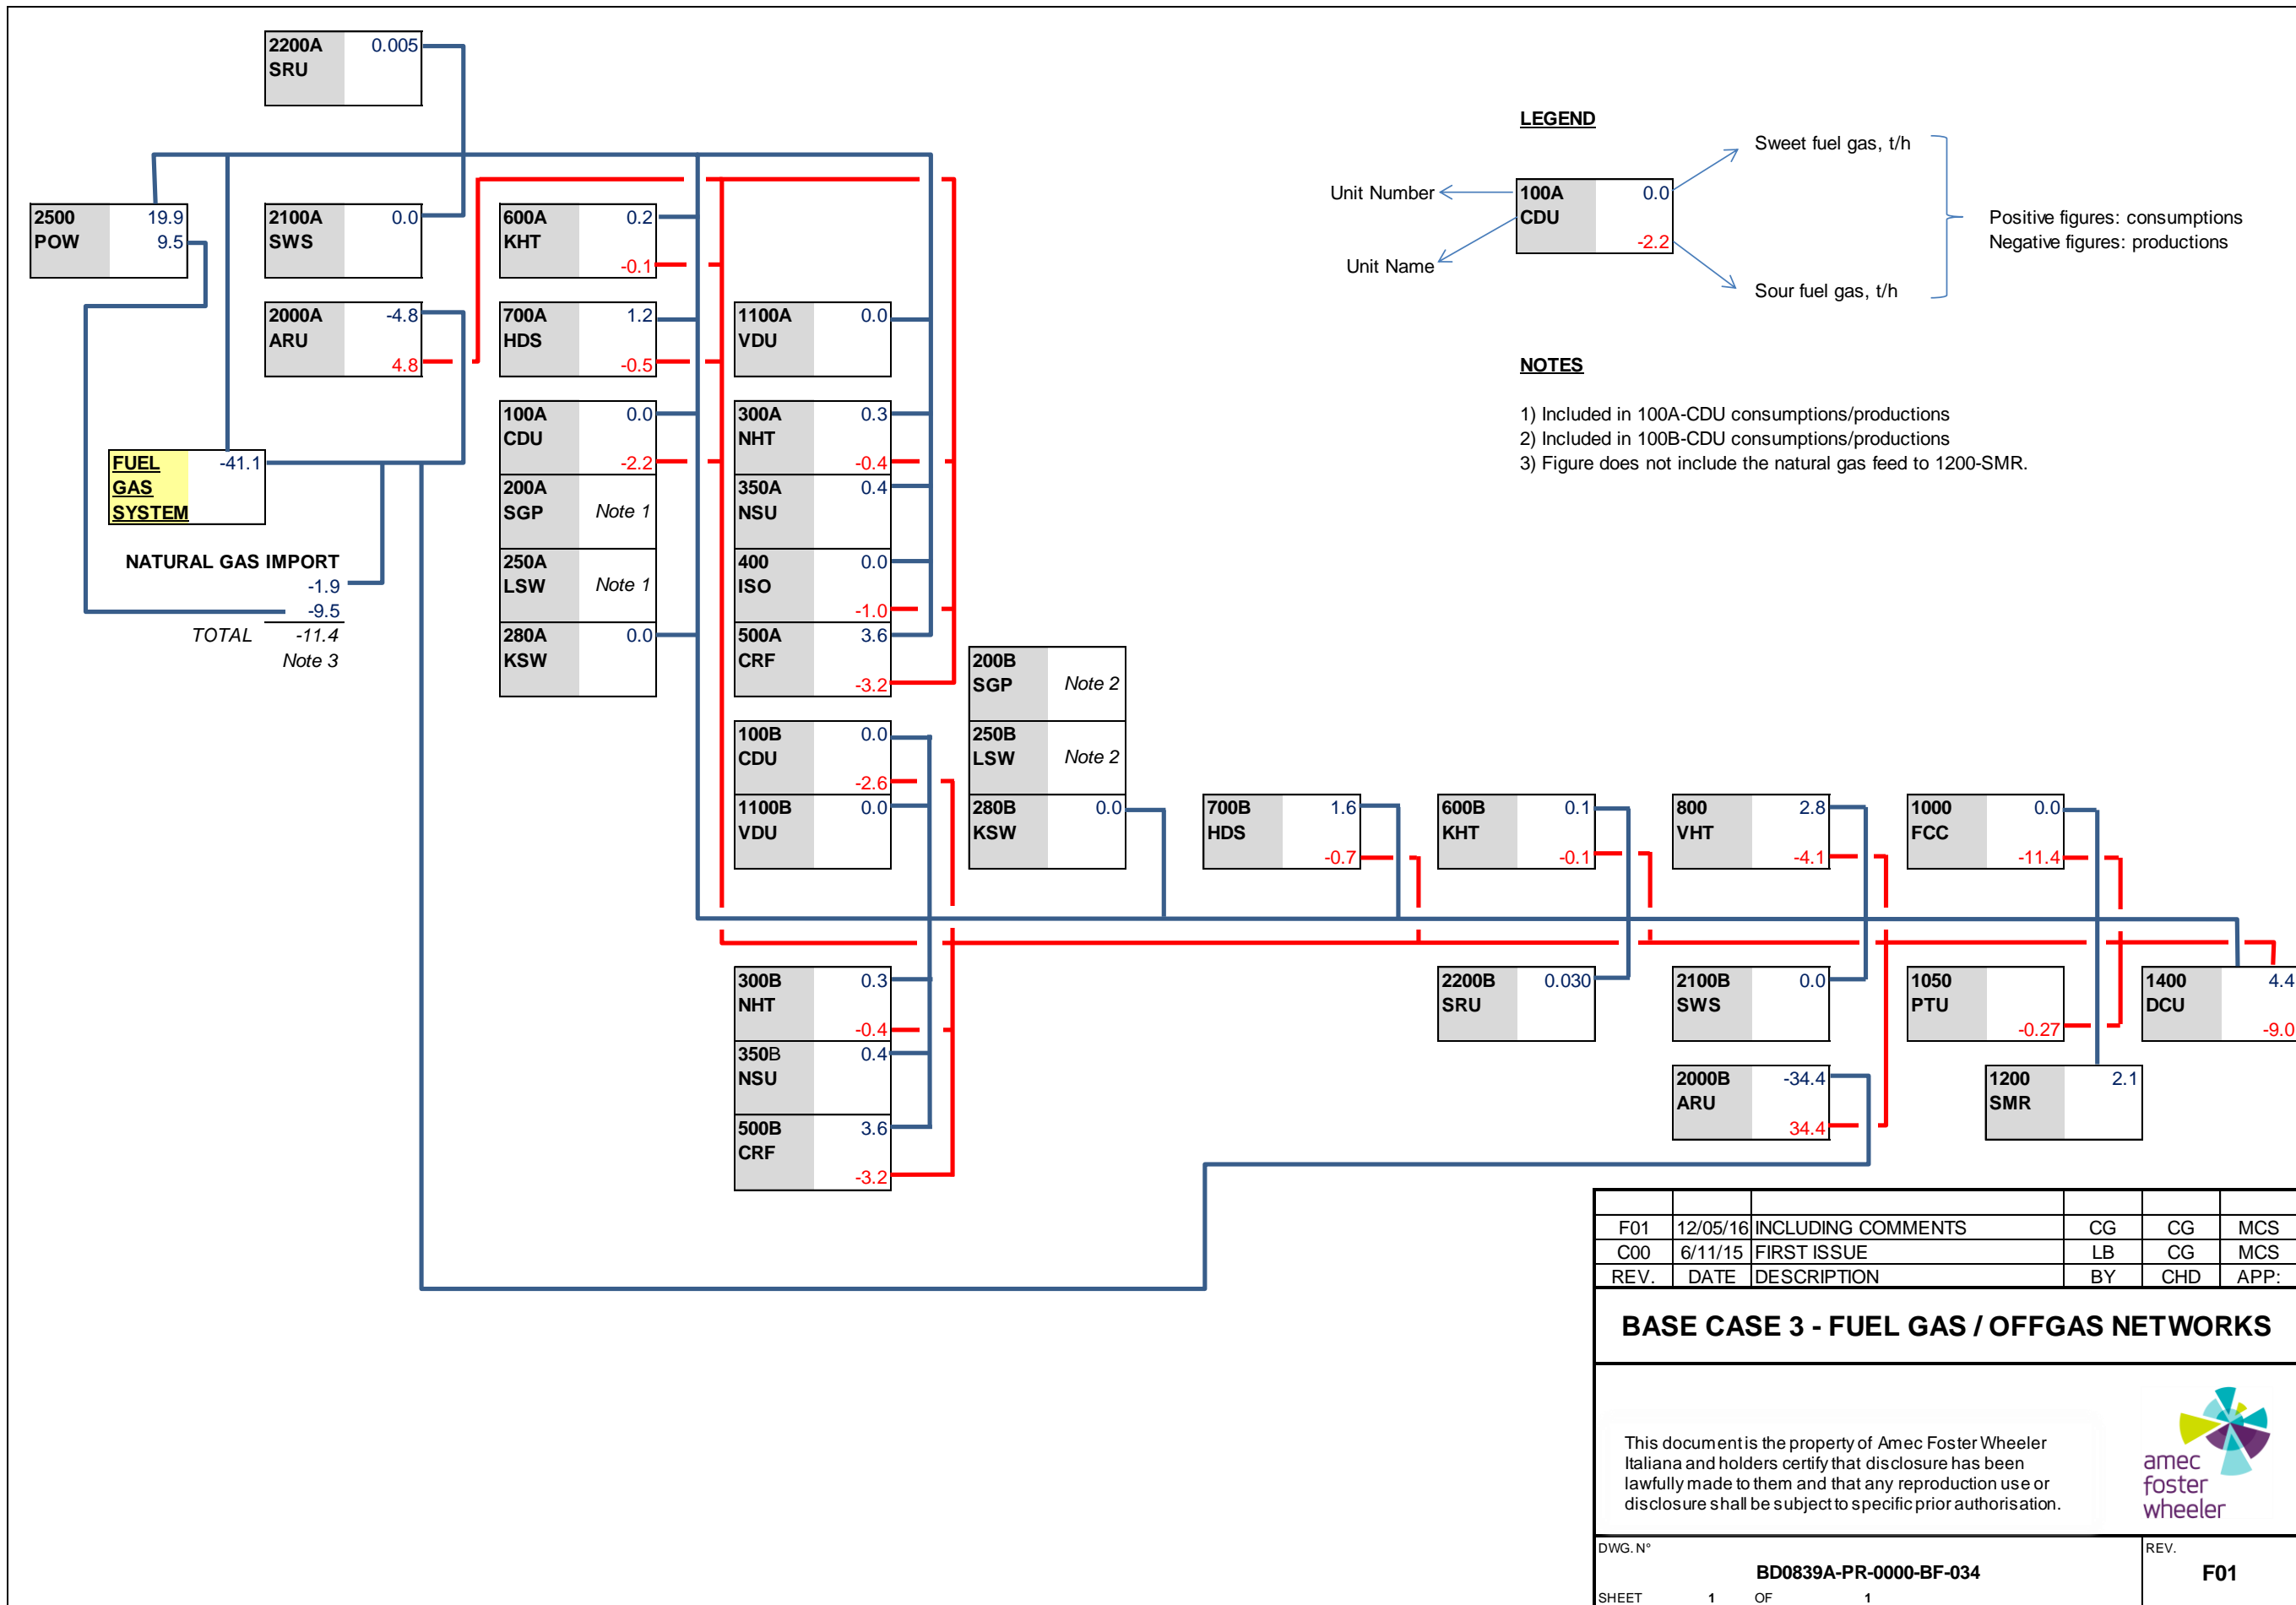 2200A 0.005
SRU
LEGEND
Sweet fuel gas, t/h
Unit Number
100A 0.0
CDU
-2.2
Unit Name
Sour fuel gas, t/h
Positive figures: consumptions
Negative figures: productions
2500 19.9
POW 9.5
2100A 0.0
SWS
600A 0.2
KHT
-0.1
2000A -4.8
ARU
4.8
700A 1.2
HDS
-0.5
1100A 0.0
VDU
NOTES
1) Included in 100A-CDU consumptions/productions
2) Included in 100B-CDU consumptions/productions
3) Figure does not include the natural gas feed to 1200-SMR.
100A 0.0
CDU
-2.2
300A 0.3
NHT
-0.4
FUEL -41.1
GAS
SYSTEM
200A
SGP Note 1
350A 0.4
NSU
NATURAL GAS IMPORT
-1.9
-9.5
TOTAL -11.4
Note 3
250A
LSW Note 1
400 0.0
ISO
-1.0
280A 0.0
KSW
500A 3.6
CRF
-3.2
200B
SGP Note 2
100B 0.0
CDU
-2.6
250B
LSW Note 2
1100B 0.0
VDU
280B 0.0
KSW
700B 1.6
HDS
-0.7
600B 0.1
KHT
-0.1
800 2.8
VHT
-4.1
1000 0.0
FCC
-11.4
300B 0.3
NHT
-0.4
2200B 0.030
SRU
2100B 0.0
SWS
1050
PTU
-0.27
1400 4.4
DCU
-9.0
350B 0.4
NSU
2000B -34.4
ARU
34.4
1200 2.1
SMR
500B 3.6
CRF
-3.2
F01 12/05/16 INCLUDING COMMENTS CG CG MCS
C00 6/11/15 FIRST ISSUE LB CG MCS
REV. DATE DESCRIPTION BY CHD APP:
BASE CASE 3 - FUEL GAS / OFFGAS NETWORKS
This document is the property of Amec Foster Wheeler
Italiana and holders certify that disclosure has been
lawfully made to them and that any reproduction use or
disclosure shall be subject to specific prior authorisation.
amec
foster
wheeler
DWG. N° REV.
BD0839A-PR-0000-BF-034 F01
SHEET 1 OF 1